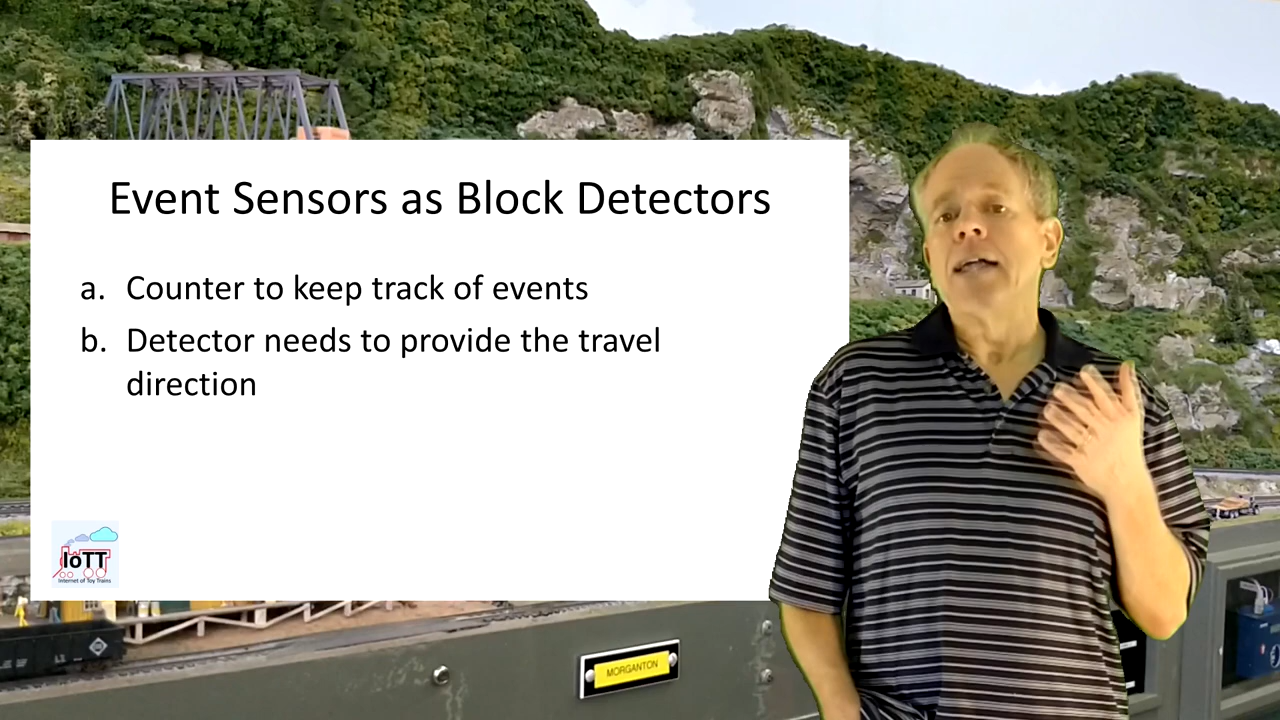 Event Sensors as Block Detectors
a. Counter to keep track of events
b. Detector needs to provide the travel
direction
IoTT
Internet of Toy Trains
MORGANTON